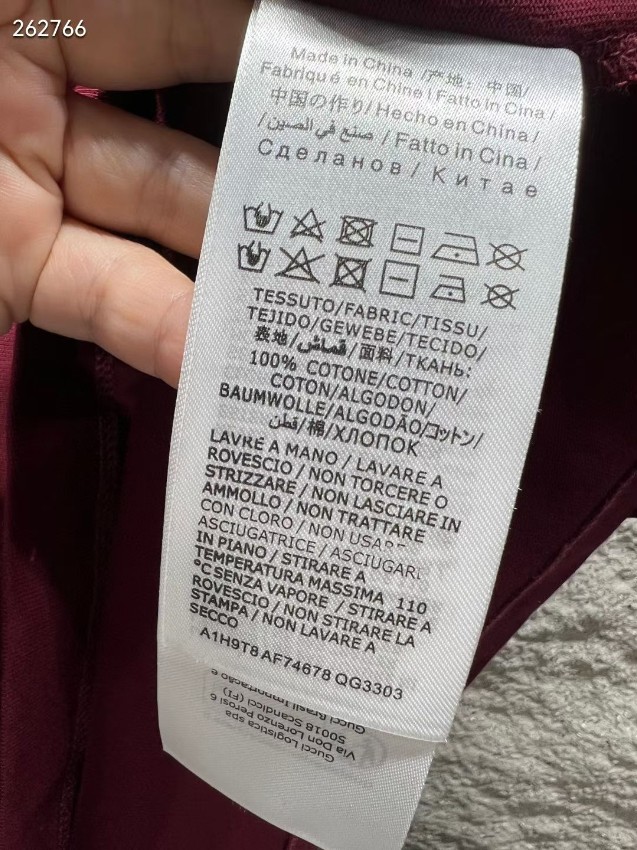 262766
Made in China /产地: 中国/
Fabriqué en Chine | Fatto in Cina /
中国の作り/Hecho en China/
/صنع في الصين / Fatto in Cina/
Сделанов / Китае
TESSUTO/FABRIC/TISSU/
TEJIDO/GEWEBE/TECIDO/
表地/قماش/面料/ТКАНЬ:
100% COTONE/COTTON/
COTON/ALGODON/
BAUMWOLLE/ALGODÃO/コットン/
قطن/棉/ХЛОПОК
LAVRE A MANO / LAVARE A
ROVESCIO / NON TORCERE O
STRIZZARE / NON LASCIARE IN
AMMOLLO / NON TRATTARE
CON CLORO / NON USARE
ASCIUGATRICE / ASCIUGARE
IN PIANO / STIRARE A
TEMPERATURA MASSIMA 110
°C SENZA VAPORE / STIRARE A
ROVESCIO / NON STIRARE LA
STAMPA / NON LAVARE A
SECCO
A1H9T8 AF74678 QG3303
Gucci Logistica spa
Via Don Lorenzo Perosi 6
50018 Scandicci (FI)
Gucci Brasil Importação e